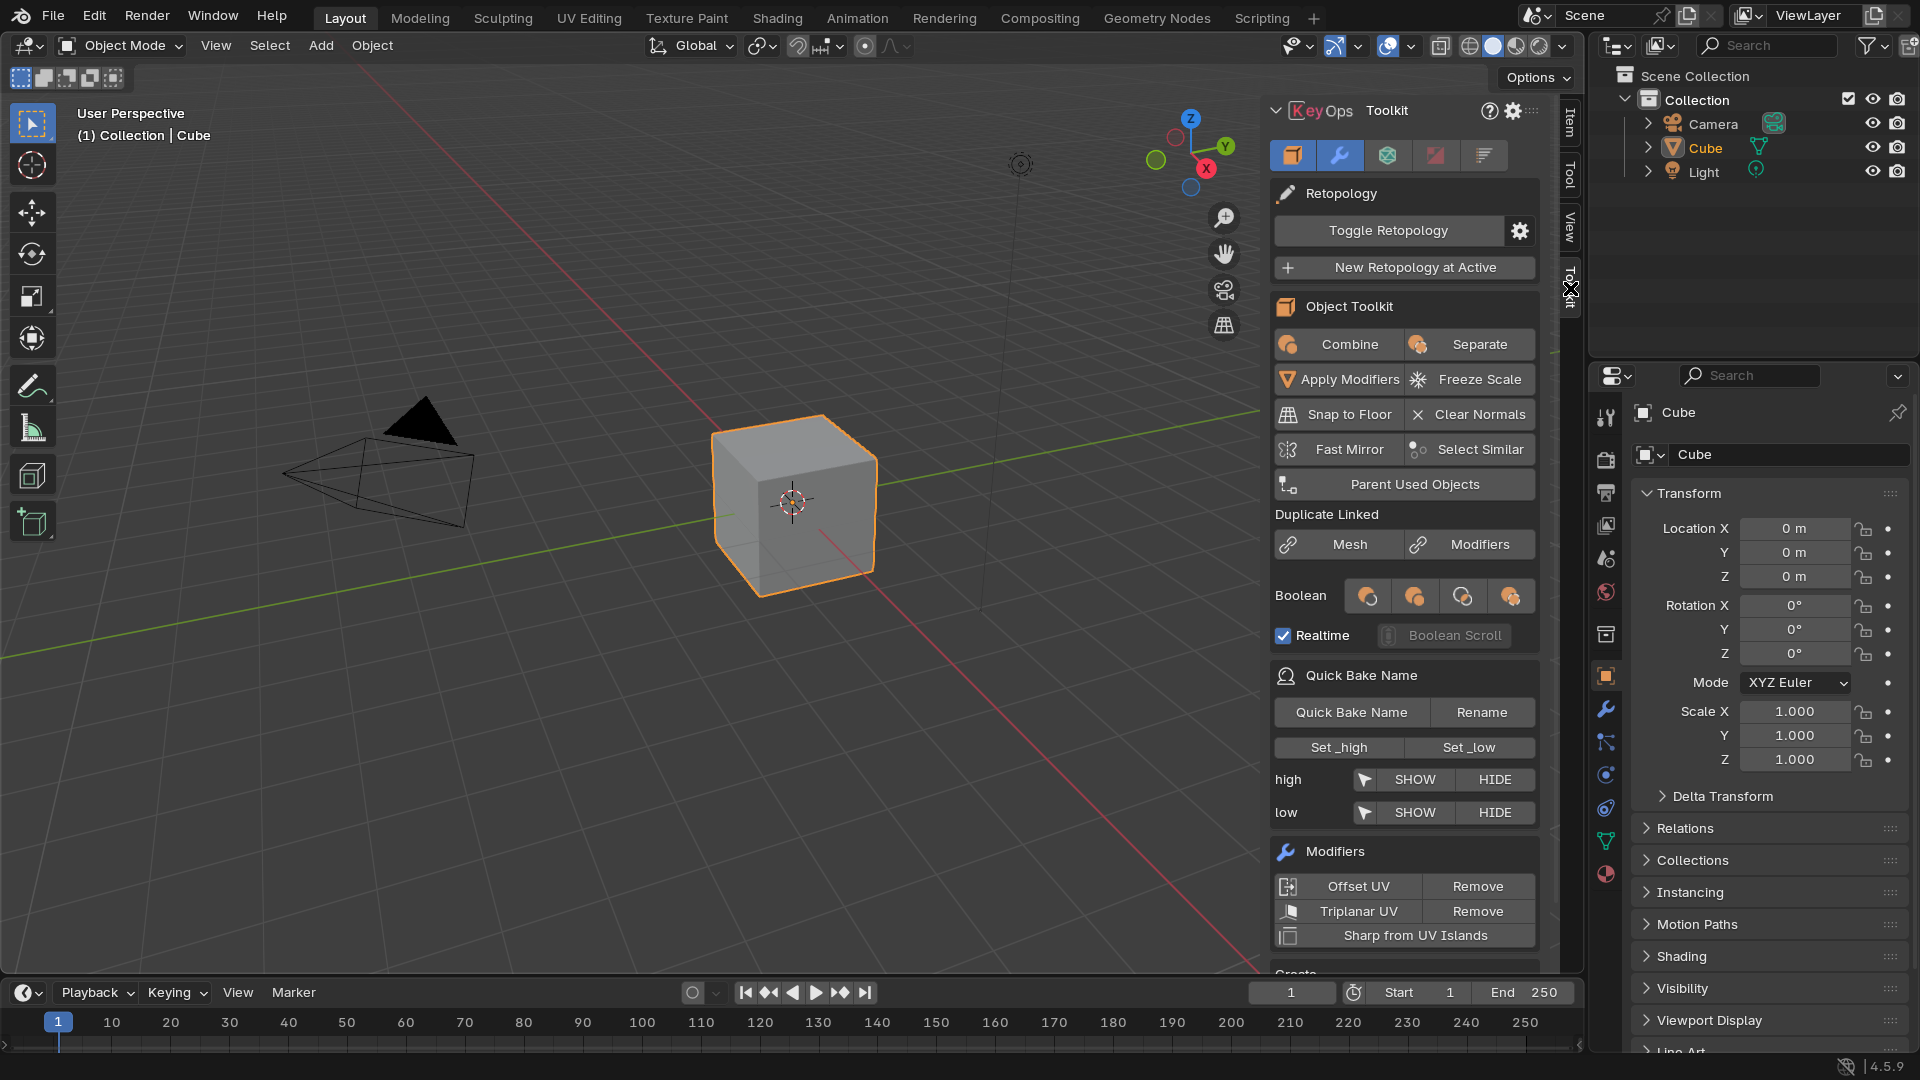 File Edit Render Window Help Layout Modeling Sculpting UV Editing Texture Paint Shading Animation Rendering Compositing Geometry Nodes Scripting + Scene ViewLayer
Object Mode View Select Add Object Global Search
Options
User Perspective
(1) Collection | Cube
Z
Y
X
KeyOps Toolkit
Retopology
Toggle Retopology
New Retopology at Active
Object Toolkit
Combine Separate
Apply Modifiers Freeze Scale
Snap to Floor Clear Normals
Fast Mirror Select Similar
Parent Used Objects
Duplicate Linked
Mesh Modifiers
Boolean
Realtime Boolean Scroll
Quick Bake Name
Quick Bake Name Rename
Set _high Set _low
high SHOW HIDE
low SHOW HIDE
Modifiers
Offset UV Remove
Triplanar UV Remove
Sharp from UV Islands
Item
Tool
View
Toolkit
Scene Collection
Collection
Camera
Cube
Light
Search
Cube
Cube
Transform
Location X 0 m
Y 0 m
Z 0 m
Rotation X 0°
Y 0°
Z 0°
Mode XYZ Euler
Scale X 1.000
Y 1.000
Z 1.000
Delta Transform
Relations
Collections
Instancing
Motion Paths
Shading
Visibility
Viewport Display
Line Art
Playback Keying View Marker 1 Start 1 End 250
1 10 20 30 40 50 60 70 80 90 100 110 120 130 140 150 160 170 180 190 200 210 220 230 240 250
4.5.9